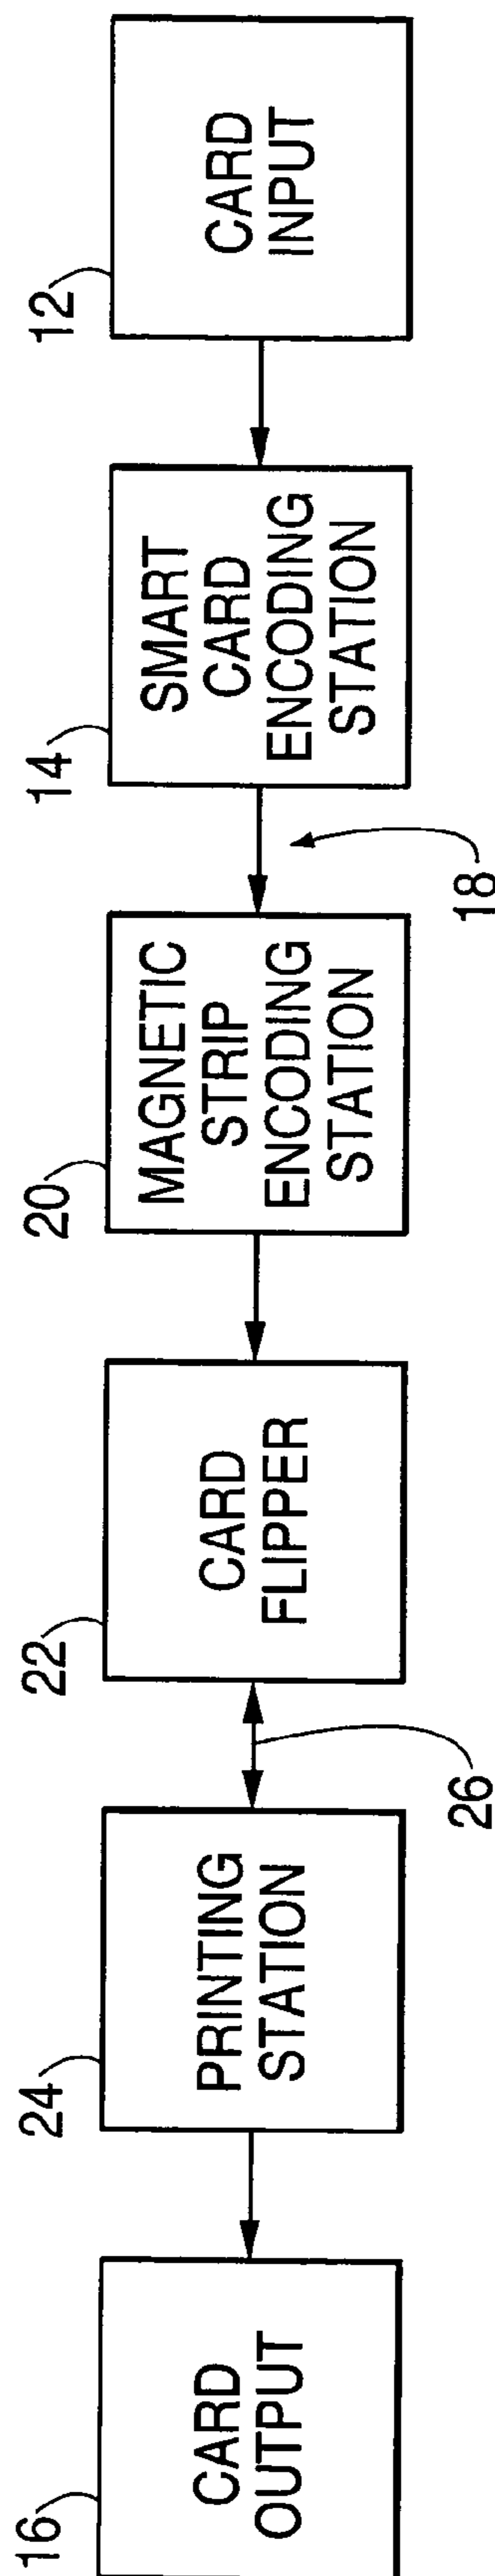 12
CARD
INPUT
14
SMART
CARD
ENCODING
STATION
18
20
MAGNETIC
STRIP
ENCODING
STATION
22
CARD
FLIPPER
26
24
PRINTING
STATION
16
CARD
OUTPUT